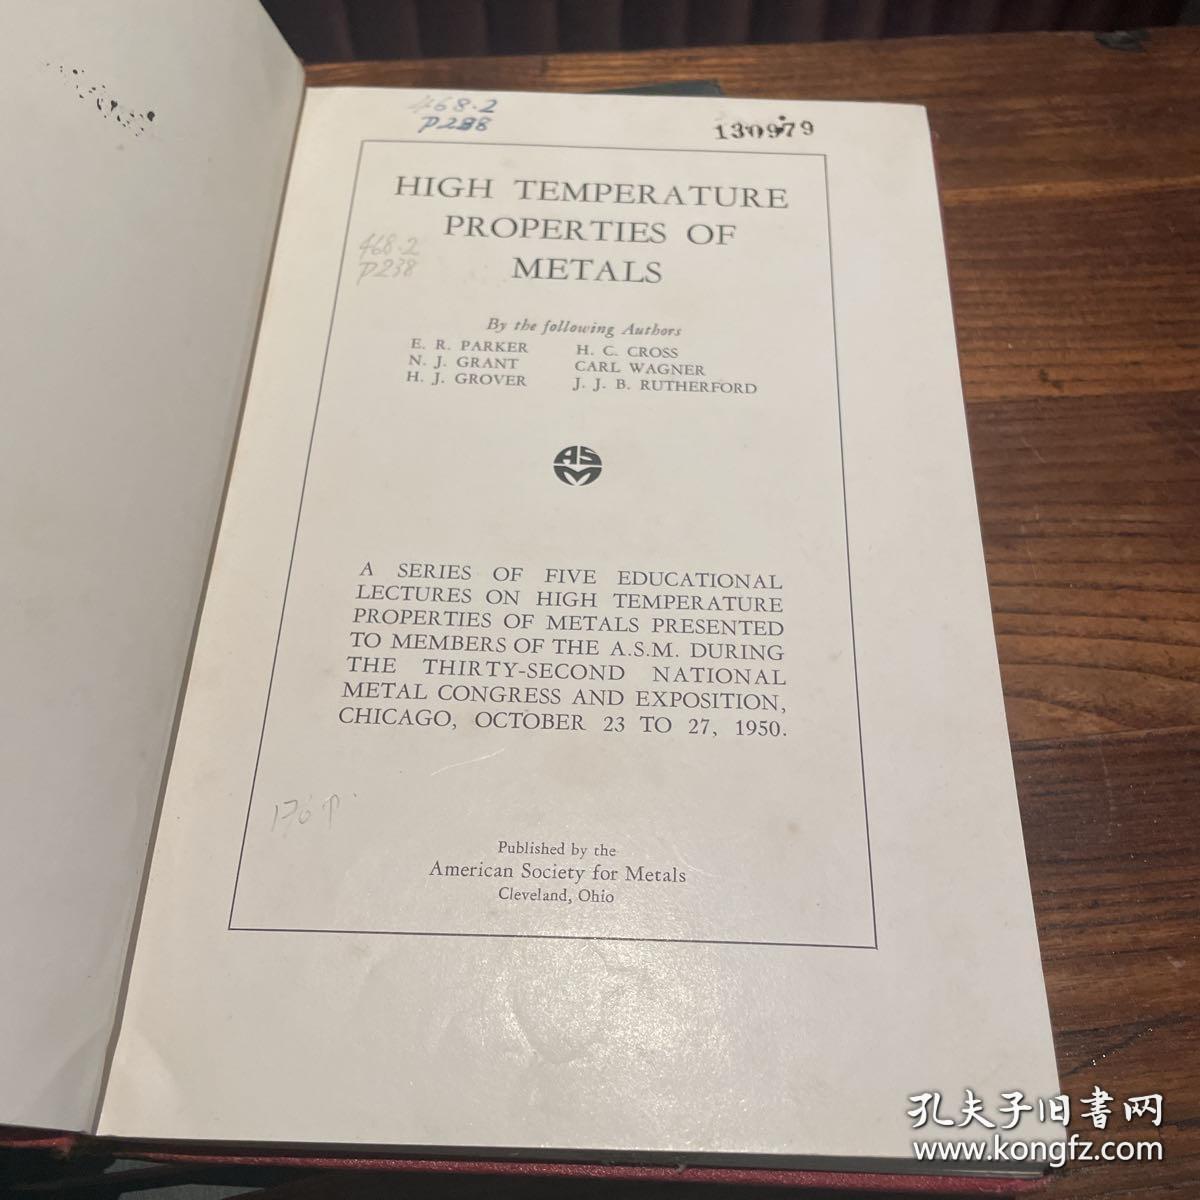 468.2
P238
130979
HIGH TEMPERATURE
PROPERTIES OF
METALS
468.2
P238
By the following Authors
E. R. PARKER
N. J. GRANT
H. J. GROVER
H. C. CROSS
CARL WAGNER
J. J. B. RUTHERFORD
ASM
A SERIES OF FIVE EDUCATIONAL
LECTURES ON HIGH TEMPERATURE
PROPERTIES OF METALS PRESENTED
TO MEMBERS OF THE A.S.M. DURING
THE THIRTY-SECOND NATIONAL
METAL CONGRESS AND EXPOSITION,
CHICAGO, OCTOBER 23 TO 27, 1950.
Published by the
American Society for Metals
Cleveland, Ohio
孔夫子旧书网
www.kongfz.com